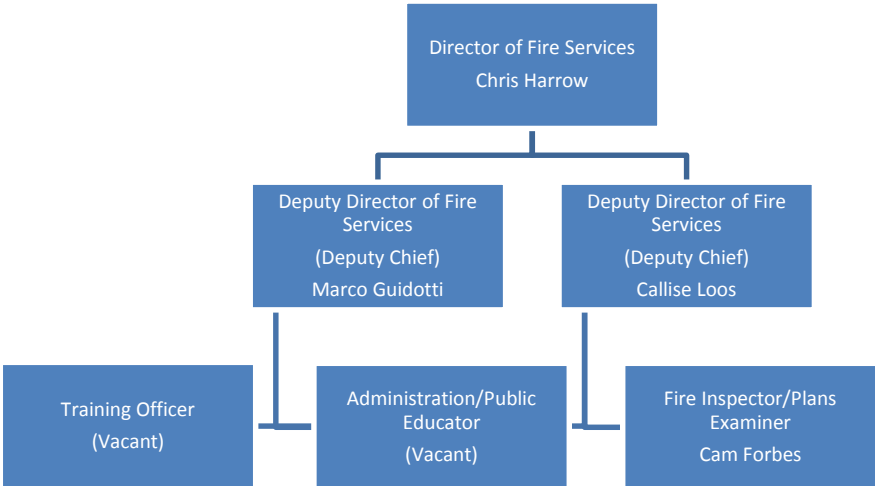 Director of Fire Services
Chris Harrow
Deputy Director of Fire
Services
(Deputy Chief)
Marco Guidotti
Deputy Director of Fire
Services
(Deputy Chief)
Callise Loos
Training Officer
(Vacant)
Administration/Public
Educator
(Vacant)
Fire Inspector/Plans
Examiner
Cam Forbes